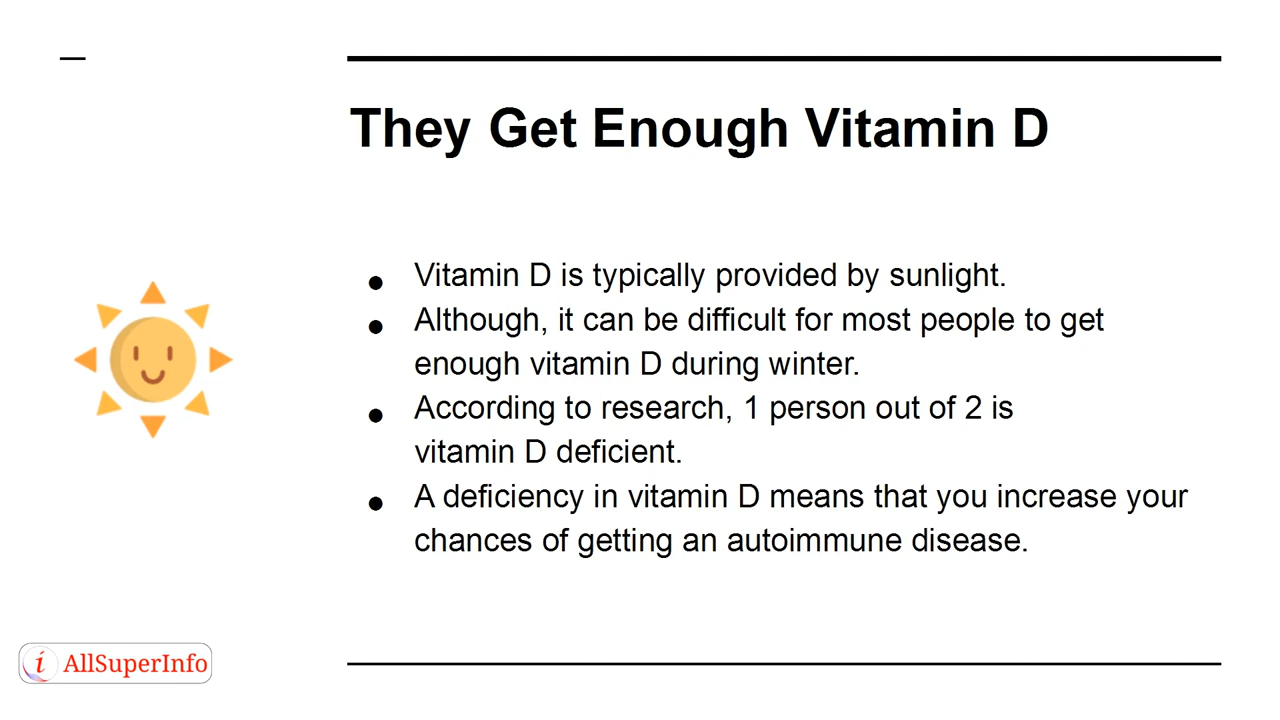 They Get Enough Vitamin D
● Vitamin D is typically provided by sunlight.
● Although, it can be difficult for most people to get
enough vitamin D during winter.
● According to research, 1 person out of 2 is
vitamin D deficient.
● A deficiency in vitamin D means that you increase your
chances of getting an autoimmune disease.
i AllSuperInfo